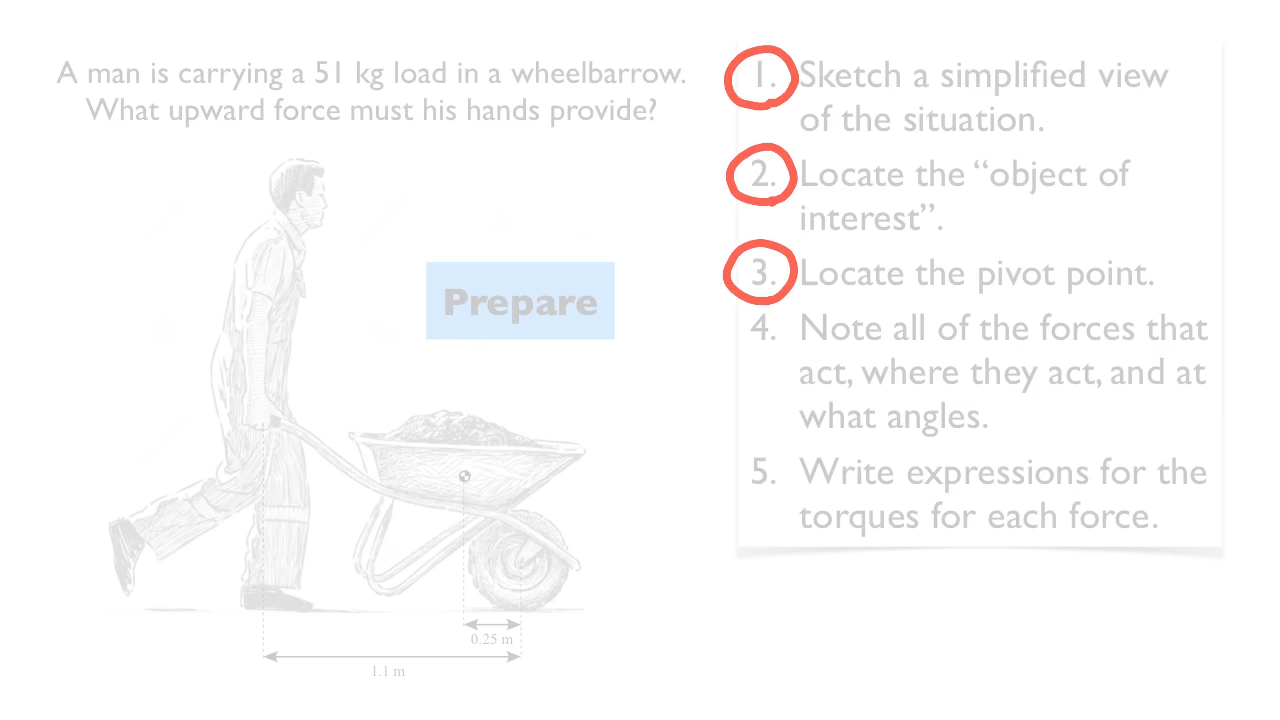 A man is carrying a 51 kg load in a wheelbarrow.
What upward force must his hands provide?
Prepare
0.25 m
1.1 m
1. Sketch a simplified view
of the situation.
2. Locate the “object of
interest”.
3. Locate the pivot point.
4. Note all of the forces that
act, where they act, and at
what angles.
5. Write expressions for the
torques for each force.